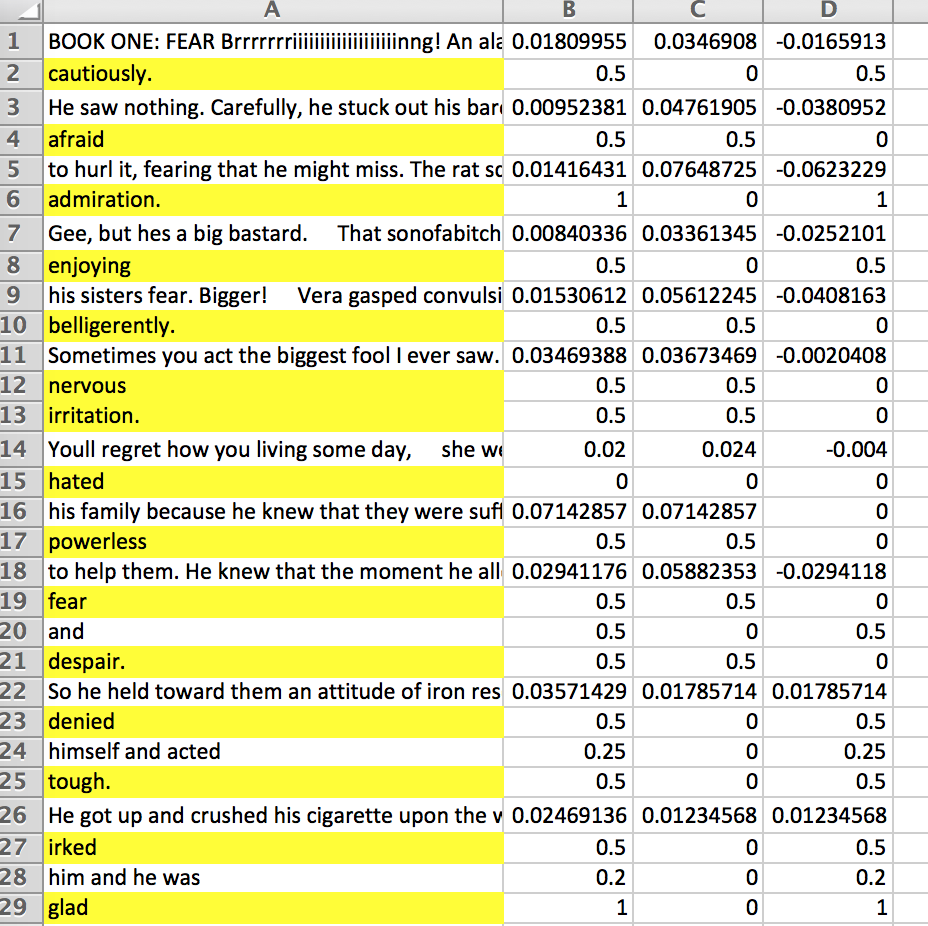 A B C D
1 BOOK ONE: FEAR Brrrrrrriiiiiiiiiiiiiiiiiiinng! An ala 0.01809955 0.0346908 -0.0165913
2 cautiously. 0.5 0 0.5
3 He saw nothing. Carefully, he stuck out his bare 0.00952381 0.04761905 -0.0380952
4 afraid 0.5 0.5 0
5 to hurl it, fearing that he might miss. The rat sc 0.01416431 0.07648725 -0.0623229
6 admiration. 1 0 1
7 Gee, but hes a big bastard. That sonofabitch 0.00840336 0.03361345 -0.0252101
8 enjoying 0.5 0 0.5
9 his sisters fear. Bigger! Vera gasped convulsi 0.01530612 0.05612245 -0.0408163
10 belligerently. 0.5 0.5 0
11 Sometimes you act the biggest fool I ever saw. 0.03469388 0.03673469 -0.0020408
12 nervous 0.5 0.5 0
13 irritation. 0.5 0.5 0
14 Youll regret how you living some day, she we 0.02 0.024 -0.004
15 hated 0 0 0
16 his family because he knew that they were suff 0.07142857 0.07142857 0
17 powerless 0.5 0.5 0
18 to help them. He knew that the moment he all 0.02941176 0.05882353 -0.0294118
19 fear 0.5 0.5 0
20 and 0.5 0 0.5
21 despair. 0.5 0.5 0
22 So he held toward them an attitude of iron res 0.03571429 0.01785714 0.01785714
23 denied 0.5 0 0.5
24 himself and acted 0.25 0 0.25
25 tough. 0.5 0 0.5
26 He got up and crushed his cigarette upon the w 0.02469136 0.01234568 0.01234568
27 irked 0.5 0 0.5
28 him and he was 0.2 0 0.2
29 glad 1 0 1